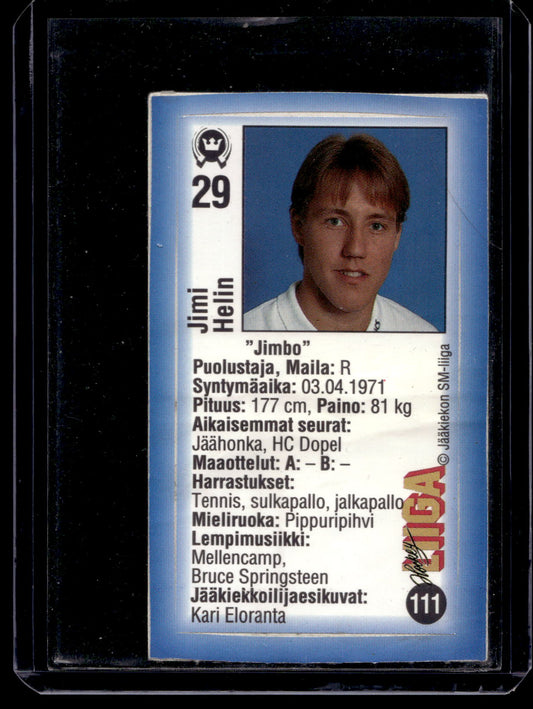 29
Jimi
Helin
"Jimbo"
Puolustaja, Maila: R
Syntymäaika: 03.04.1971
Pituus: 177 cm, Paino: 81 kg
Aikaisemmat seurat:
Jäähonka, HC Dopel
Maaottelut: A: – B: –
Harrastukset:
Tennis, sulkapallo, jalkapallo
Mieliruoka: Pippuripihvi
Lempimusiikki:
Mellencamp,
Bruce Springsteen
Jääkiekkoilijaesikuvat:
Kari Eloranta
© Jääkiekon SM-liiga
LIIGA
111